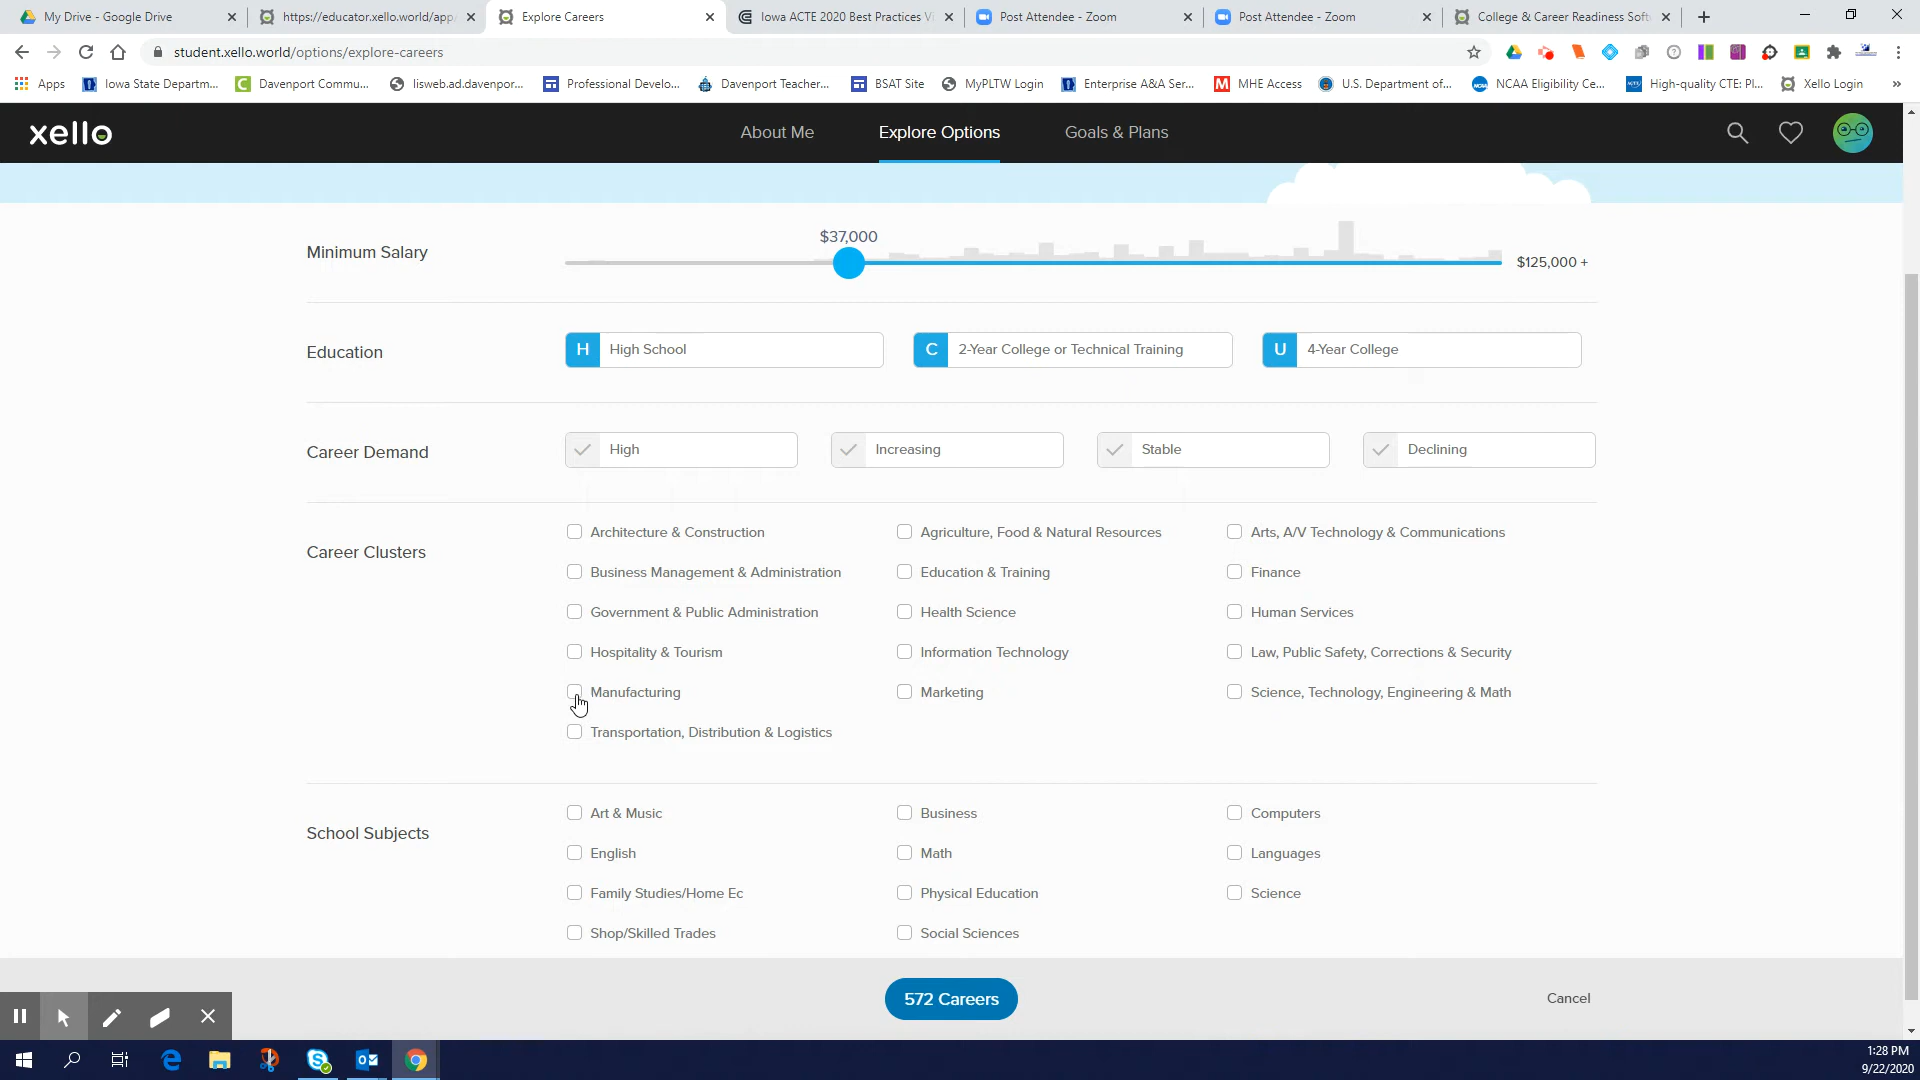 My Drive - Google Drive
https://educator.xello.world/app
Explore Careers
Iowa ACTE 2020 Best Practices Vi
Post Attendee - Zoom
Post Attendee - Zoom
College & Career Readiness Soft
student.xello.world/options/explore-careers
Apps
Iowa State Departm...
Davenport Commu...
lisweb.ad.davenpor...
Professional Develo...
Davenport Teacher...
BSAT Site
MyPLTW Login
Enterprise A&A Ser...
MHE Access
U.S. Department of...
NCAA Eligibility Ce...
High-quality CTE: Pl...
Xello Login
»
xello
About Me
Explore Options
Goals & Plans
Minimum Salary
$37,000
$125,000 +
Education
H High School
C 2-Year College or Technical Training
U 4-Year College
Career Demand
High
Increasing
Stable
Declining
Career Clusters
Architecture & Construction
Agriculture, Food & Natural Resources
Arts, A/V Technology & Communications
Business Management & Administration
Education & Training
Finance
Government & Public Administration
Health Science
Human Services
Hospitality & Tourism
Information Technology
Law, Public Safety, Corrections & Security
Manufacturing
Marketing
Science, Technology, Engineering & Math
Transportation, Distribution & Logistics
School Subjects
Art & Music
Business
Computers
English
Math
Languages
Family Studies/Home Ec
Physical Education
Science
Shop/Skilled Trades
Social Sciences
572 Careers
Cancel
1:28 PM
9/22/2020